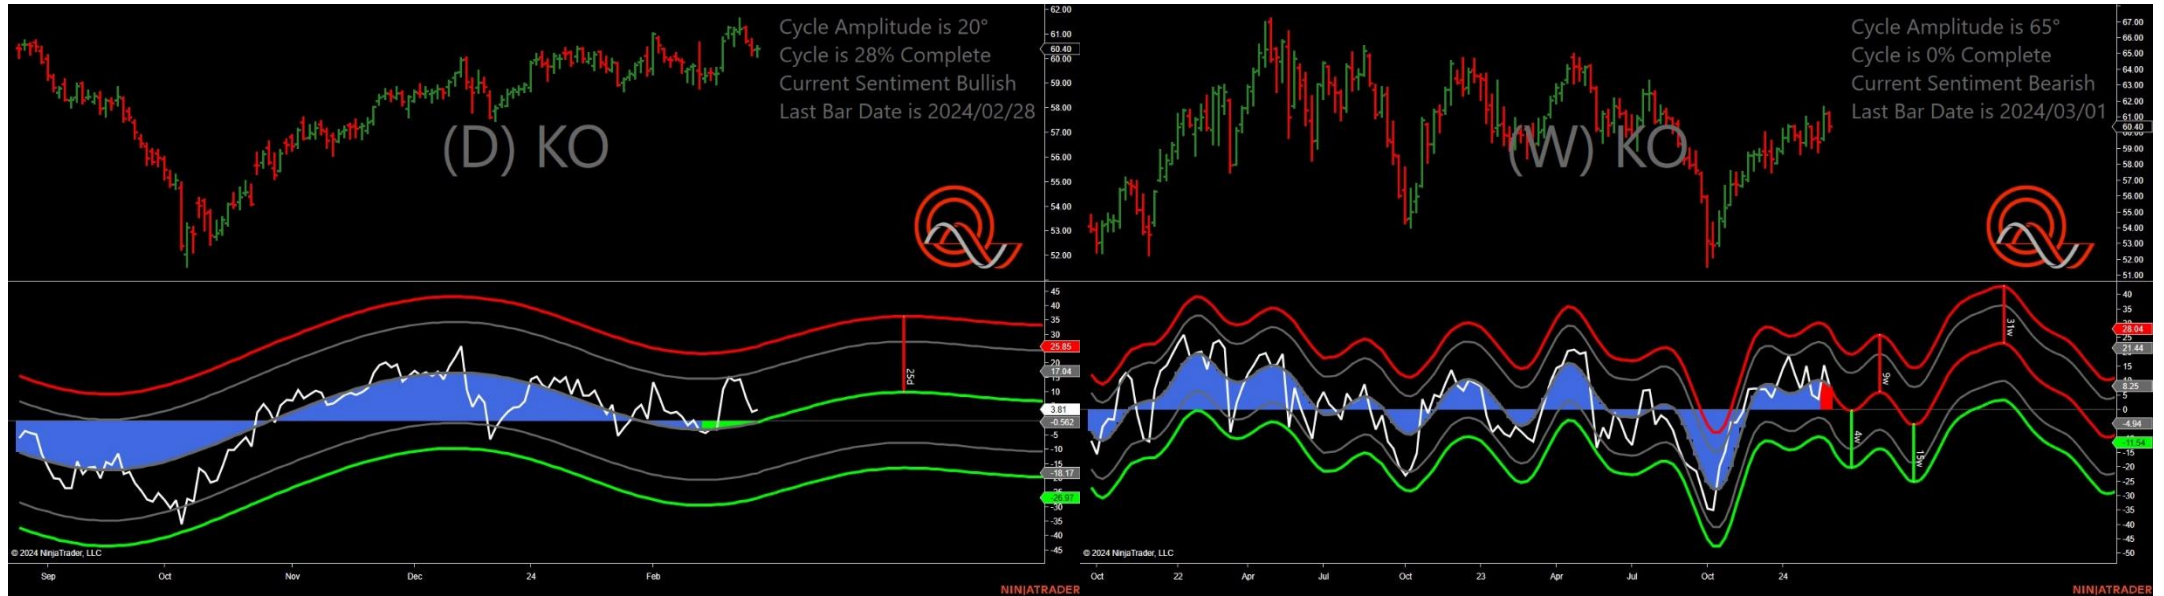 Cycle Amplitude is 20°
Cycle is 28% Complete
Current Sentiment Bullish
Last Bar Date is 2024/02/28
(D) KO
62.00
61.00
60.40
60.00
59.00
58.00
57.00
56.00
55.00
54.00
53.00
52.00
45
40
35
30
25.85
17.04
15
10
3.81
-0.562
-5
-10
-15
-18.17
-26.97
-30
-35
-40
-45
25d
© 2024 NinjaTrader, LLC
Sep
Oct
Nov
Dec
24
Feb
NINJATRADER
Cycle Amplitude is 65°
Cycle is 0% Complete
Current Sentiment Bearish
Last Bar Date is 2024/03/01
(W) KO
67.00
66.00
65.00
64.00
63.00
62.00
61.00
60.40
59.00
58.00
57.00
56.00
55.00
54.00
53.00
52.00
51.00
40
35
28.04
21.44
15
8.25
5
0
-4.94
-11.54
-15
-20
-25
-30
-35
-40
-45
-50
4w
9w
15w
31w
© 2024 NinjaTrader, LLC
Oct
22
Apr
Jul
Oct
23
Apr
Jul
Oct
24
NINJATRADER